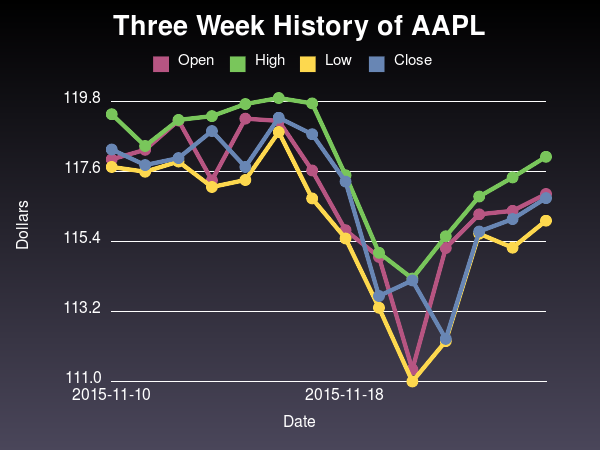 Three Week History of AAPL
Open High Low Close
119.8
117.6
115.4
113.2
111.0
Dollars
2015-11-10 2015-11-18
Date